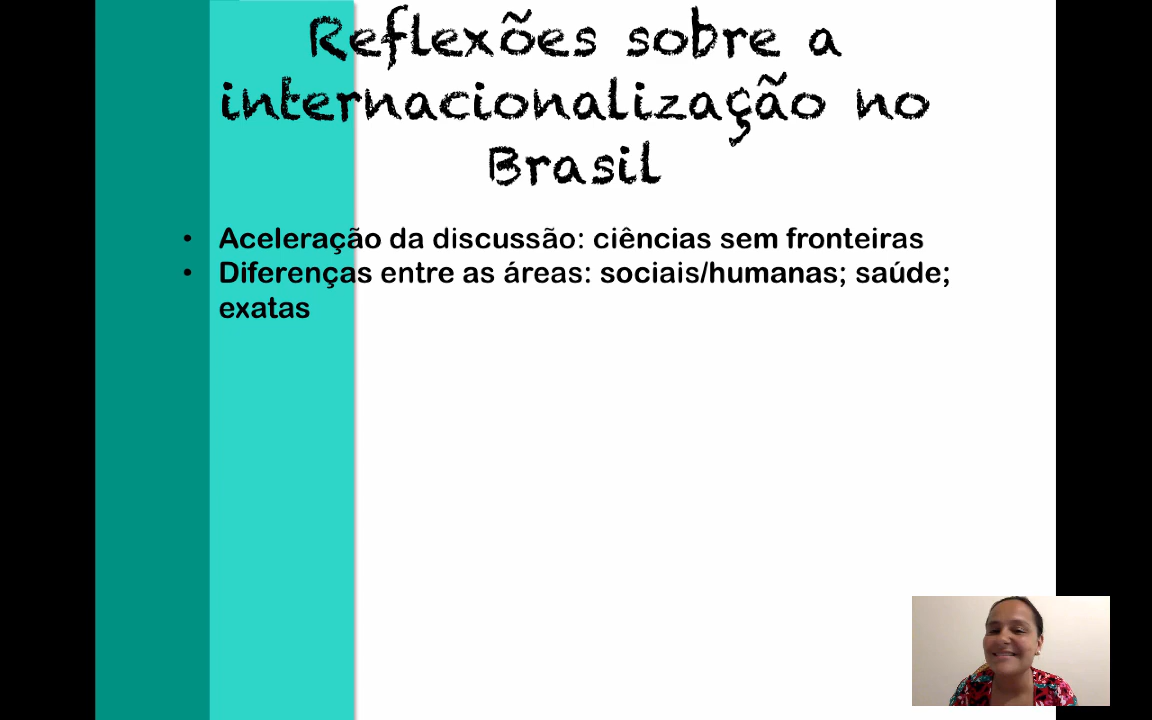 Reflexões sobre a
internacionalização no
Brasil
• Aceleração da discussão: ciências sem fronteiras
• Diferenças entre as áreas: sociais/humanas; saúde;
exatas